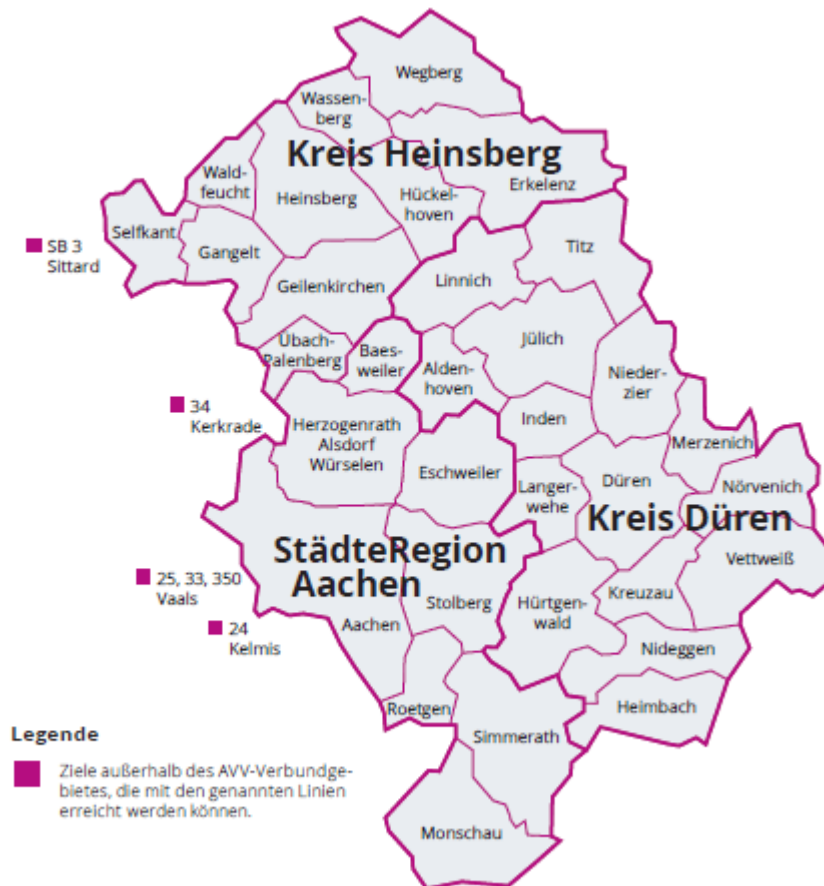 Wegberg
Wassen-
berg
Kreis Heinsberg
Wald-
feucht
Heinsberg
Hückel-
hoven
Erkelenz
Selfkant
Gangelt
SB 3
Sittard
Titz
Linnich
Geilenkirchen
Übach-
Palenberg
Baes-
weiler
Jülich
Alden-
hoven
Nieder-
zier
34
Kerkrade
Herzogenrath
Alsdorf
Würselen
Inden
Merzenich
Eschweiler
Langer-
wehe
Düren
Nörvenich
Kreis Düren
StädteRegion
Aachen
Vettweiß
25, 33, 350
Vaals
Stolberg
Hürtgen-
wald
Kreuzau
24
Kelmis
Aachen
Nideggen
Roetgen
Heimbach
Simmerath
Monschau
Legende
Ziele außerhalb des AVV-Verbundge-
bietes, die mit den genannten Linien
erreicht werden können.